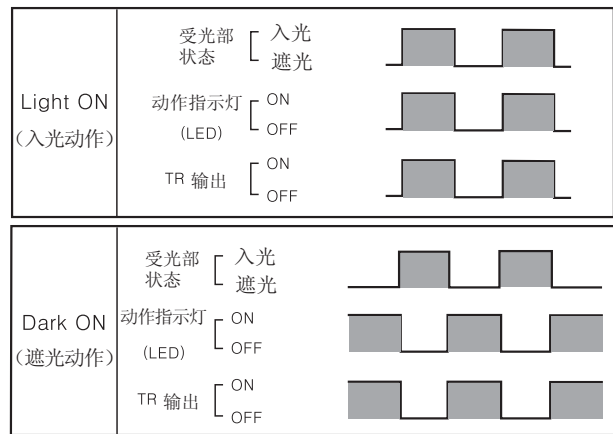 Light ON
(入光动作)
受光部
状态
入光
遮光
动作指示灯
(LED)
ON
OFF
TR 输出
ON
OFF
Dark ON
(遮光动作)
受光部
状态
入光
遮光
动作指示灯
(LED)
ON
OFF
TR 输出
ON
OFF